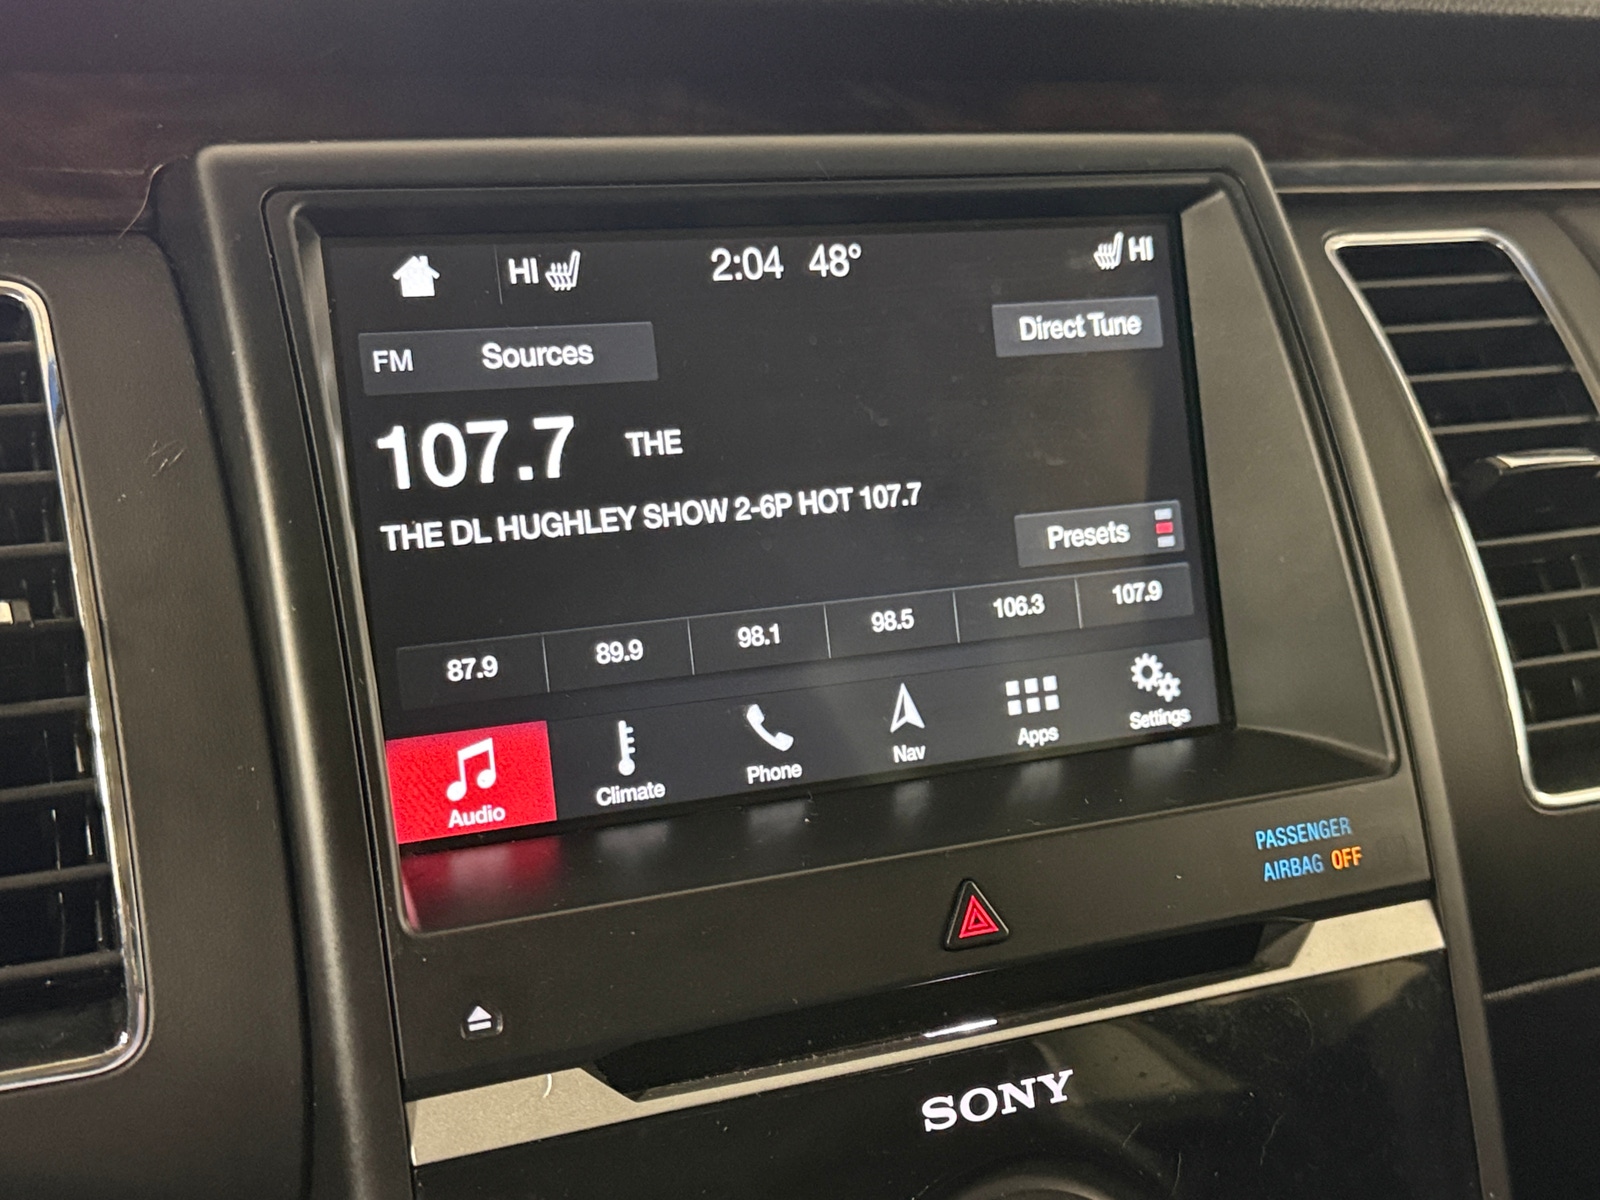 HI 2:04 48° HI
FM Sources Direct Tune
107.7 THE
THE DL HUGHLEY SHOW 2-6P HOT 107.7
Presets
87.9 89.9 98.1 98.5 106.3 107.9
Audio Climate Phone Nav Apps Settings
PASSENGER
AIRBAG OFF
SONY